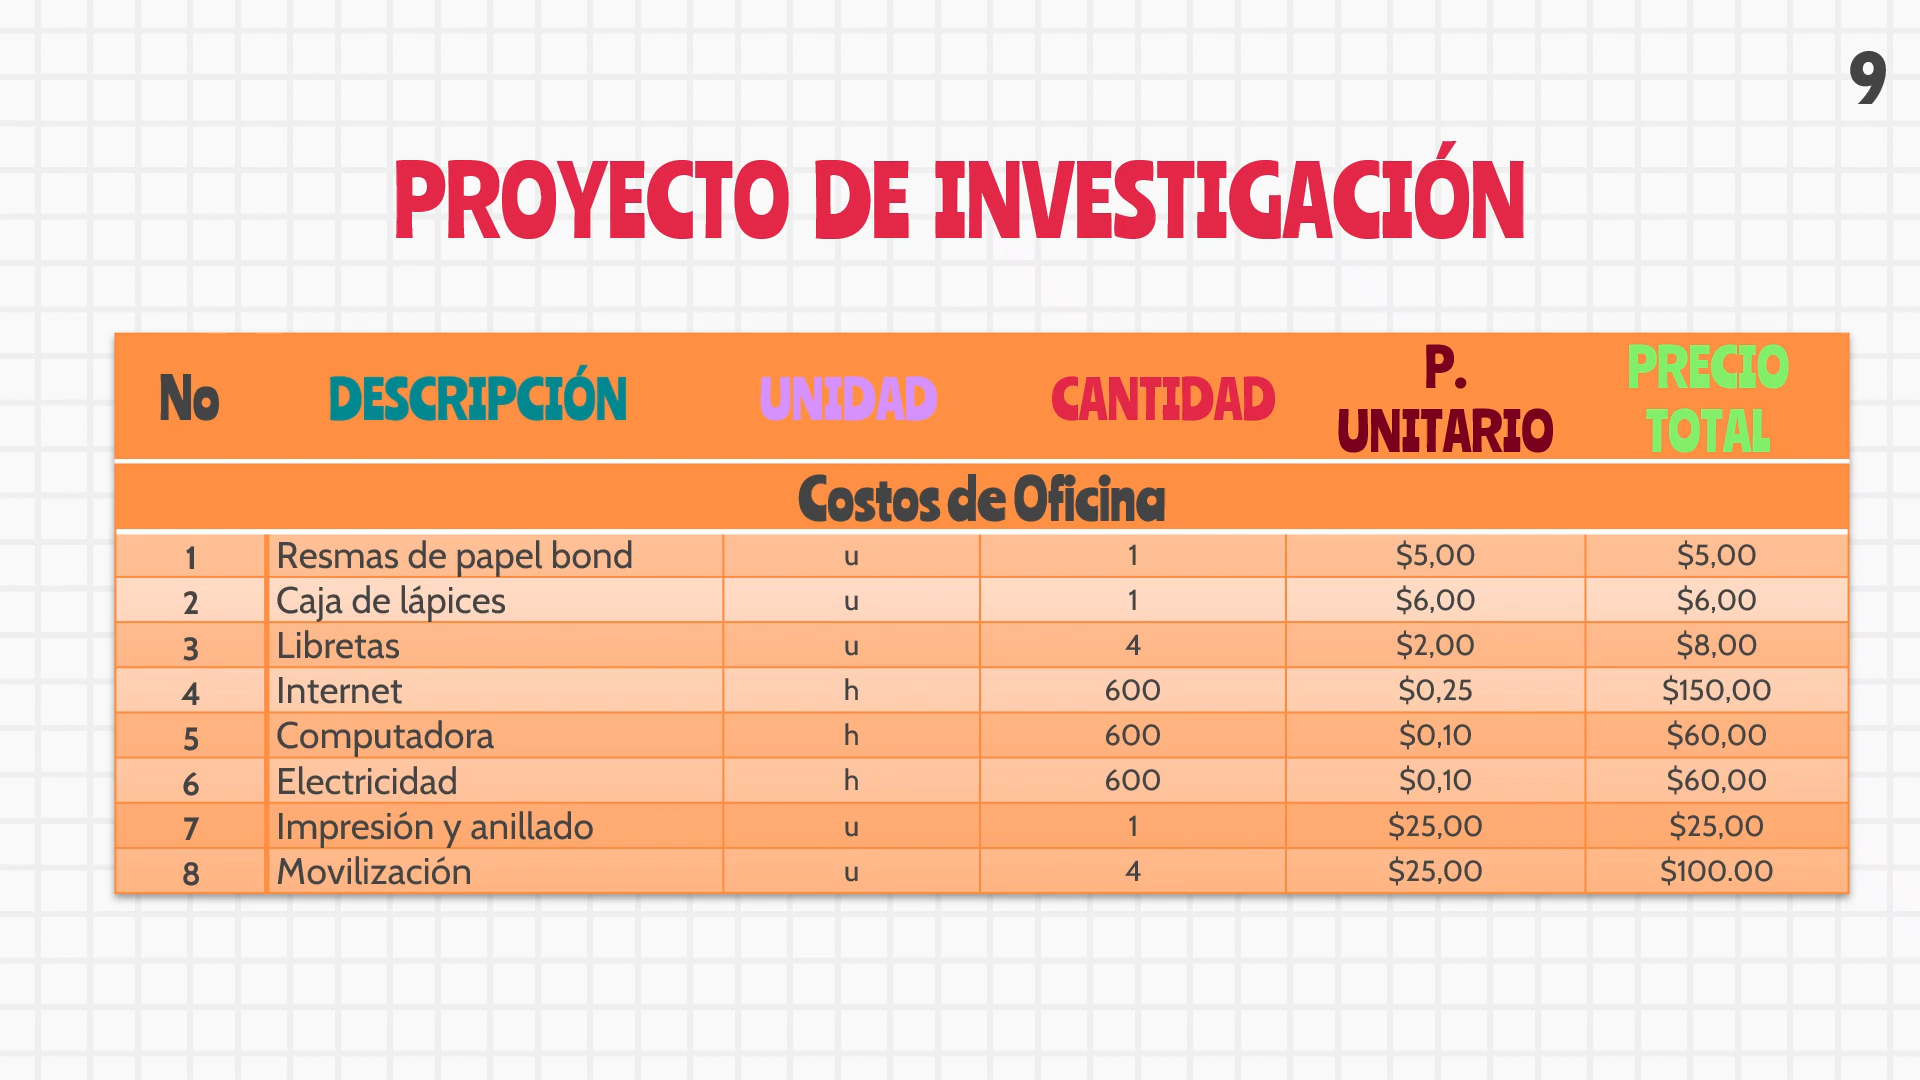 9
PROYECTO DE INVESTIGACIÓN
No DESCRIPCIÓN UNIDAD CANTIDAD P. UNITARIO PRECIO TOTAL
Costos de Oficina
1 Resmas de papel bond u 1 $5,00 $5,00
2 Caja de lápices u 1 $6,00 $6,00
3 Libretas u 4 $2,00 $8,00
4 Internet h 600 $0,25 $150,00
5 Computadora h 600 $0,10 $60,00
6 Electricidad h 600 $0,10 $60,00
7 Impresión y anillado u 1 $25,00 $25,00
8 Movilización u 4 $25,00 $100.00